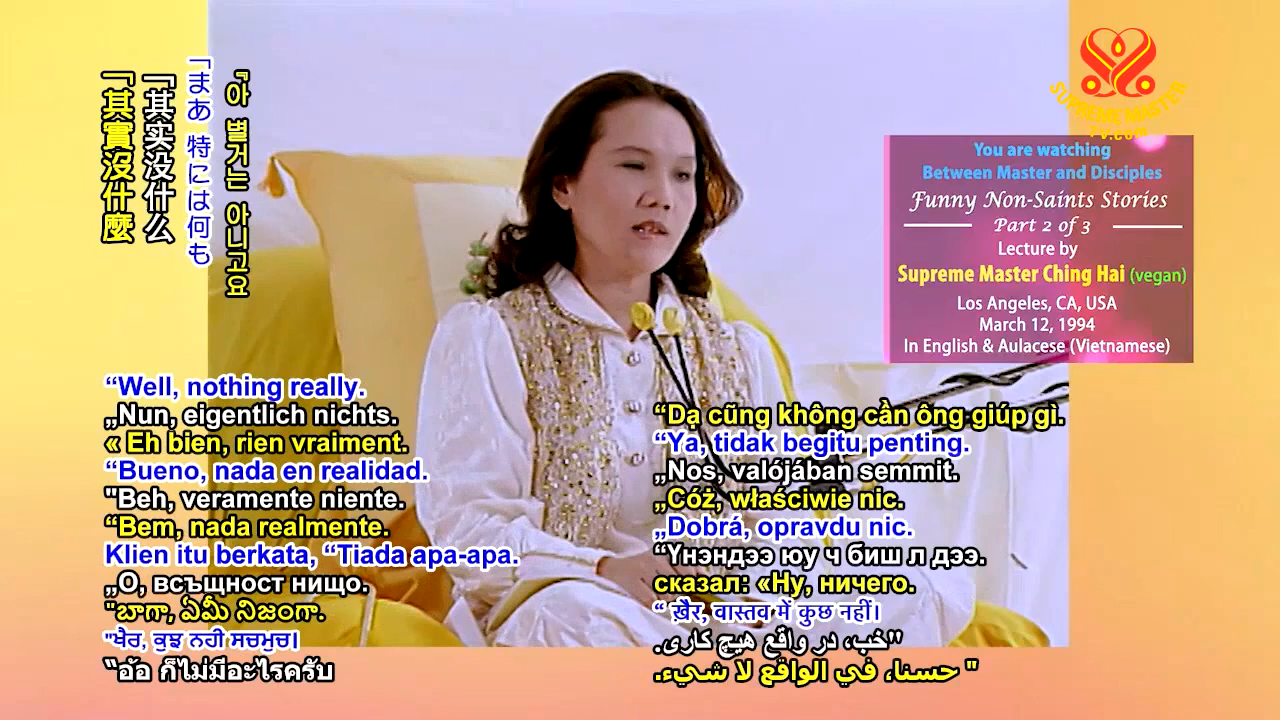 「其實沒什麼
「其实没什么
「まあ 特には何も
『아 별거는 아니고요
SUPREME MASTER
TV.com
You are watching
Between Master and Disciples
Funny Non-Saints Stories
Part 2 of 3
Lecture by
Supreme Master Ching Hai (vegan)
Los Angeles, CA, USA
March 12, 1994
In English & Aulacese (Vietnamese)
“Well, nothing really.
„Nun, eigentlich nichts.
« Eh bien, rien vraiment.
“Bueno, nada en realidad.
"Beh, veramente niente.
“Bem, nada realmente.
Klien itu berkata, “Tiada apa-apa.
„О, всъщност нищо.
"బాగా, ఏమీ నిజంగా.
"ਖੈਰ, ਕੁਝ ਨਹੀ ਸਚਮੁਚ।
“อ้อ ก็ไม่มีอะไรครับ
“Dạ cũng không cần ông giúp gì.
“Ya, tidak begitu penting.
„Nos, valójában semmit.
„Cóż, właściwie nic.
„Dobrá, opravdu nic.
“Үнэндээ юу ч биш л дээ.
сказал: «Ну, ничего.
“ ख़ैर, वास्तव में कुछ नहीं।
”خب، در واقع هیچ کاری.
" حسنا، في الواقع لا شيء.